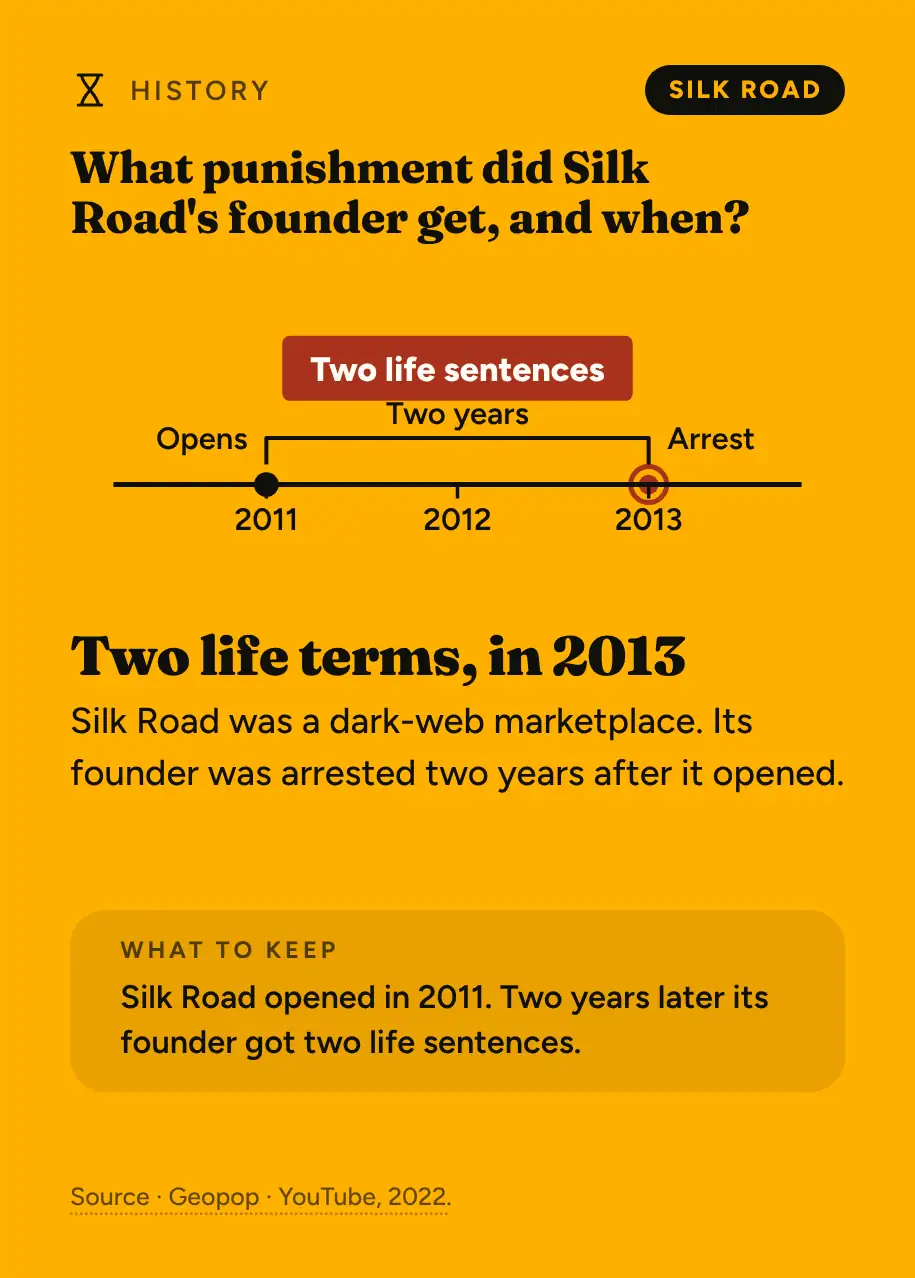 HISTORY
SILK ROAD
What punishment did Silk
Road's founder get, and when?
Two life sentences
Two years
Opens
Arrest
2011
2012
2013
Two life terms, in 2013
Silk Road was a dark-web marketplace. Its
founder was arrested two years after it opened.
WHAT TO KEEP
Silk Road opened in 2011. Two years later its
founder got two life sentences.
Source · Geopop · YouTube, 2022.